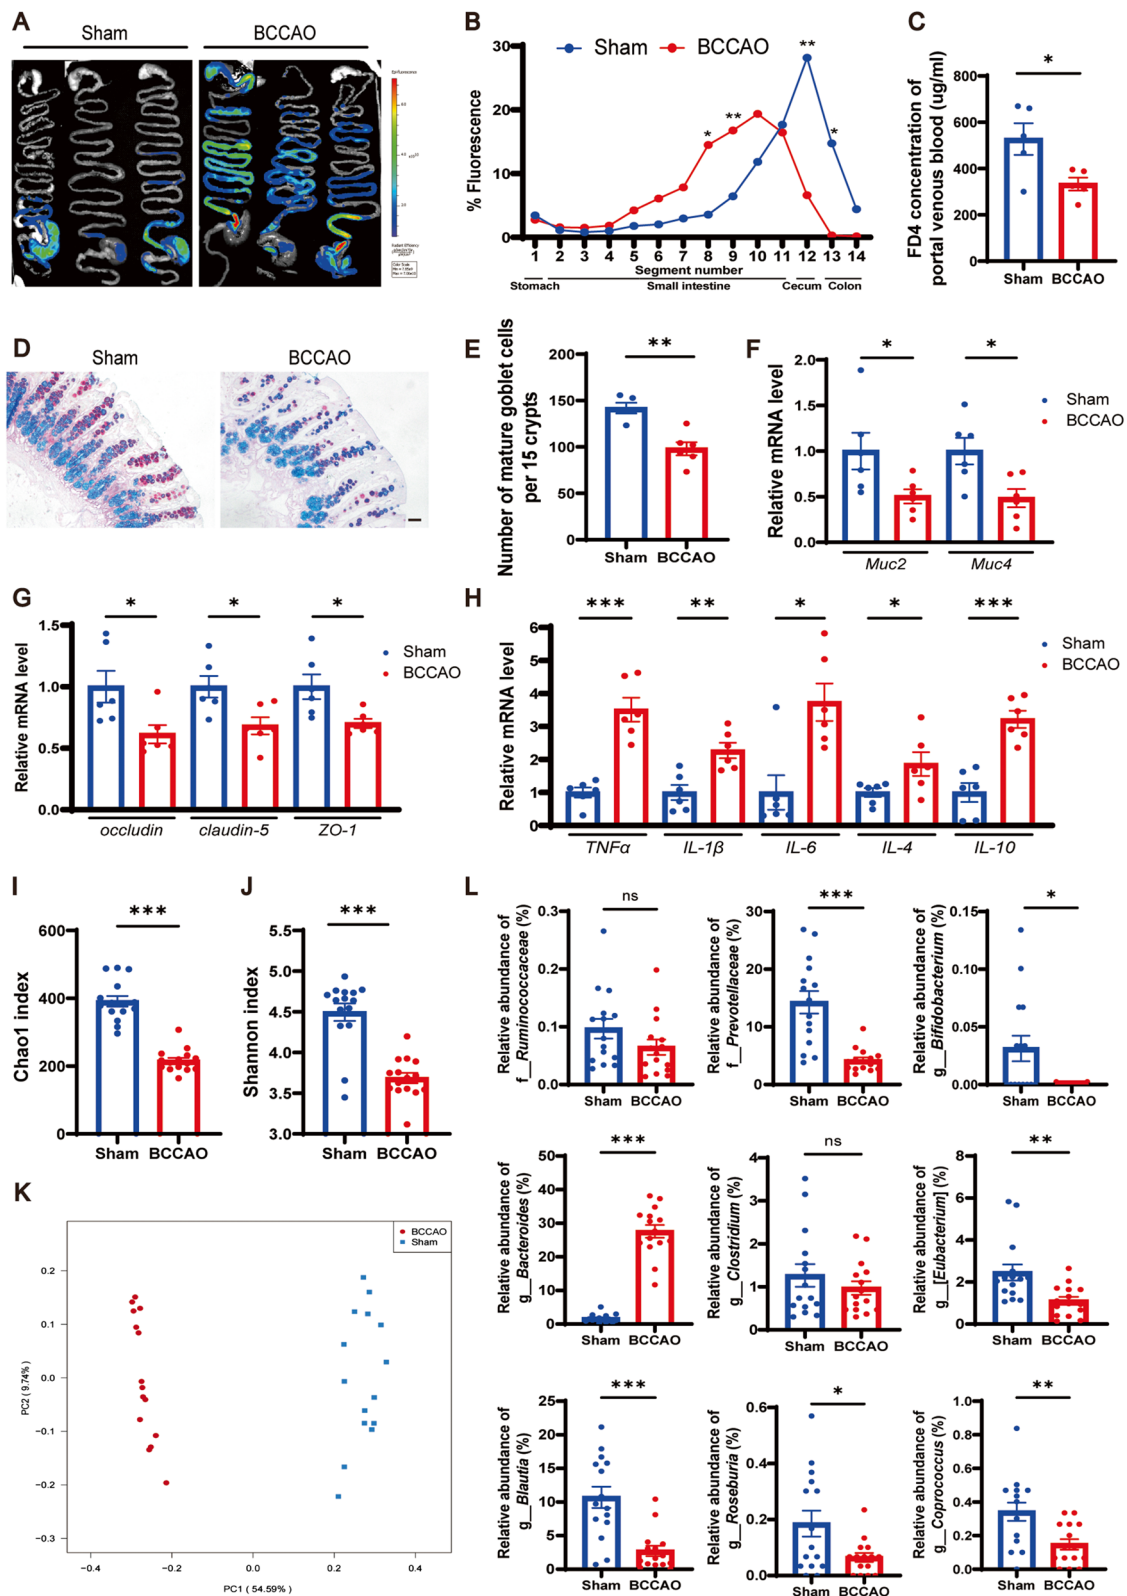 A
Sham
BCCAO
B
Sham
BCCAO
% Fluorescence
30
20
10
0
*
**
**
*
1 2 3 4 5 6 7 8 9 10 11 12 13 14
Segment number
Stomach
Small intestine
Cecum
Colon
C
FD4 concentration of
portal venous blood (ug/ml)
800
600
400
200
0
*
Sham
BCCAO
D
Sham
BCCAO
E
Number of mature goblet cells
per 15 crypts
200
150
100
50
0
**
Sham BCCAO
F
Relative mRNA level
2.0
1.5
1.0
0.5
0.0
*
*
Sham
BCCAO
Muc2
Muc4
G
Relative mRNA level
1.5
1.0
0.5
0.0
*
*
*
Sham
BCCAO
occludin
claudin-5
ZO-1
H
Relative mRNA level
6
5
4
3
2
1
0
***
**
*
*
***
Sham
BCCAO
TNFα
IL-1β
IL-6
IL-4
IL-10
I
Chao1 index
600
400
200
0
***
Sham BCCAO
J
Shannon index
5.5
5.0
4.5
4.0
3.5
3.0
***
Sham BCCAO
K
BCCAO
Sham
PC2 ( 9.74% )
0.2
0.1
0.0
−0.1
−0.2
−0.3
−0.4
−0.2
0.0
0.2
0.4
PC1 ( 54.59% )
L
Relative abundance of
f__Ruminococcaceae (%)
0.3
0.2
0.1
0.0
ns
Sham BCCAO
Relative abundance of
f__Prevotellaceae (%)
30
20
10
0
***
Sham BCCAO
Relative abundance of
g__Bifidobacterium (%)
0.15
0.10
0.05
0.00
*
Sham BCCAO
Relative abundance of
g__Bacteroides (%)
50
40
30
20
10
0
***
Sham BCCAO
Relative abundance of
g__Clostridium (%)
4
3
2
1
0
ns
Sham BCCAO
Relative abundance of
g__[Eubacterium] (%)
8
6
4
2
0
**
Sham BCCAO
Relative abundance of
g__Blautia (%)
25
20
15
10
5
0
***
Sham BCCAO
Relative abundance of
g__Roseburia (%)
0.6
0.4
0.2
0.0
*
Sham BCCAO
Relative abundance of
g__Coprococcus (%)
1.0
0.8
0.6
0.4
0.2
0.0
**
Sham BCCAO